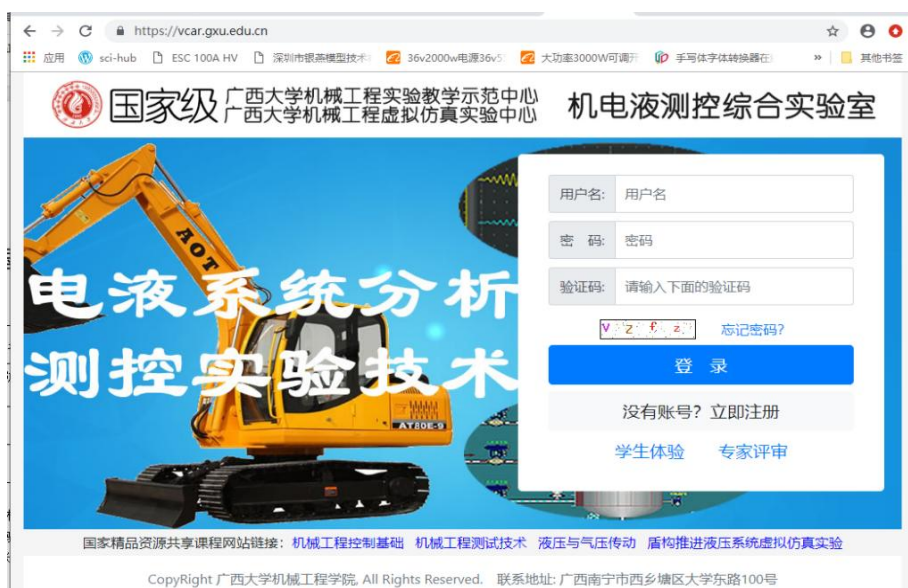 https://vcar.gxu.edu.cn
应用 sci-hub ESC 100A HV 深圳市银燕模型技术 36v2000w电源36v5 大功率3000W可调开 手写体字体转换器在 » 其他书签
国家级 广西大学机械工程实验教学示范中心 机电液测控综合实验室
广西大学机械工程虚拟仿真实验中心
电液系统分析
测控实验技术
AOT
AT80E-9
用户名: 用户名
密 码: 密码
验证码: 请输入下面的验证码
v z f z 忘记密码?
登 录
没有账号? 立即注册
学生体验 专家评审
国家精品资源共享课程网站链接: 机械工程控制基础 机械工程测试技术 液压与气压传动 盾构推进液压系统虚拟仿真实验
CopyRight 广西大学机械工程学院, All Rights Reserved. 联系地址: 广西南宁市西乡塘区大学东路100号